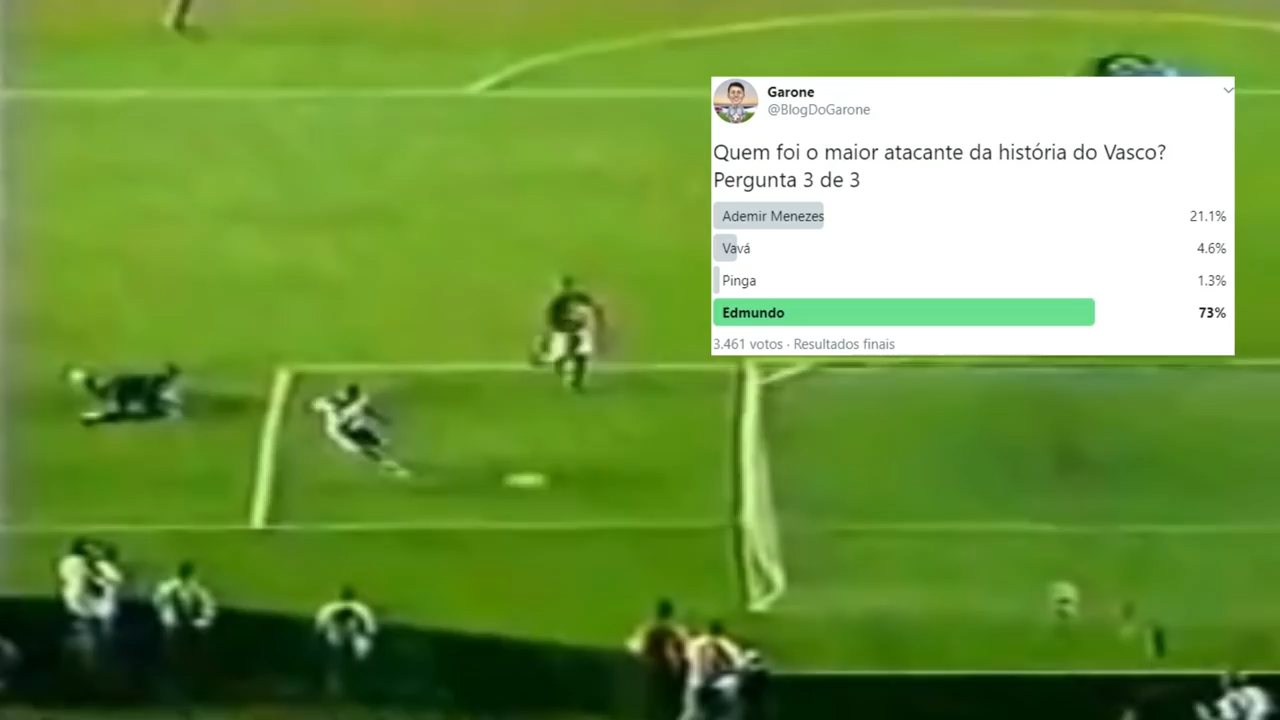 Garone
@BlogDoGarone
Quem foi o maior atacante da história do Vasco?
Pergunta 3 de 3
Ademir Menezes 21.1%
Vavá 4.6%
Pinga 1.3%
Edmundo 73%
3.461 votos · Resultados finais